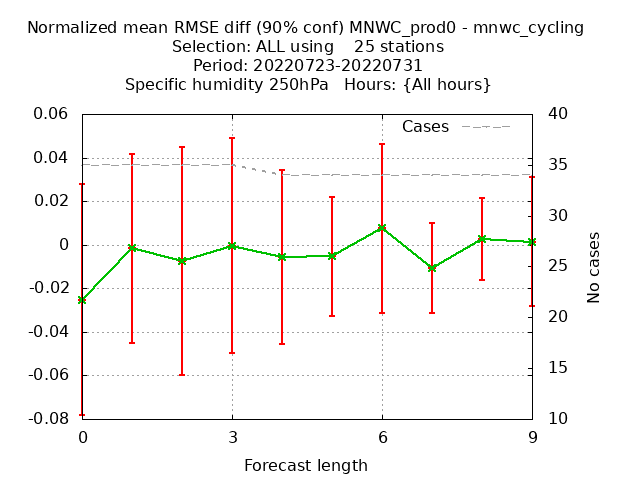 Normalized mean RMSE diff (90% conf) MNWC_prod0 - mnwc_cycling
Selection: ALL using    25 stations
Period: 20220723-20220731
Specific humidity 250hPa   Hours: {All hours}
0.06
0.04
0.02
0
-0.02
-0.04
-0.06
-0.08
Cases
40
35
30
25
20
15
10
No cases
0 3 6 9
Forecast length